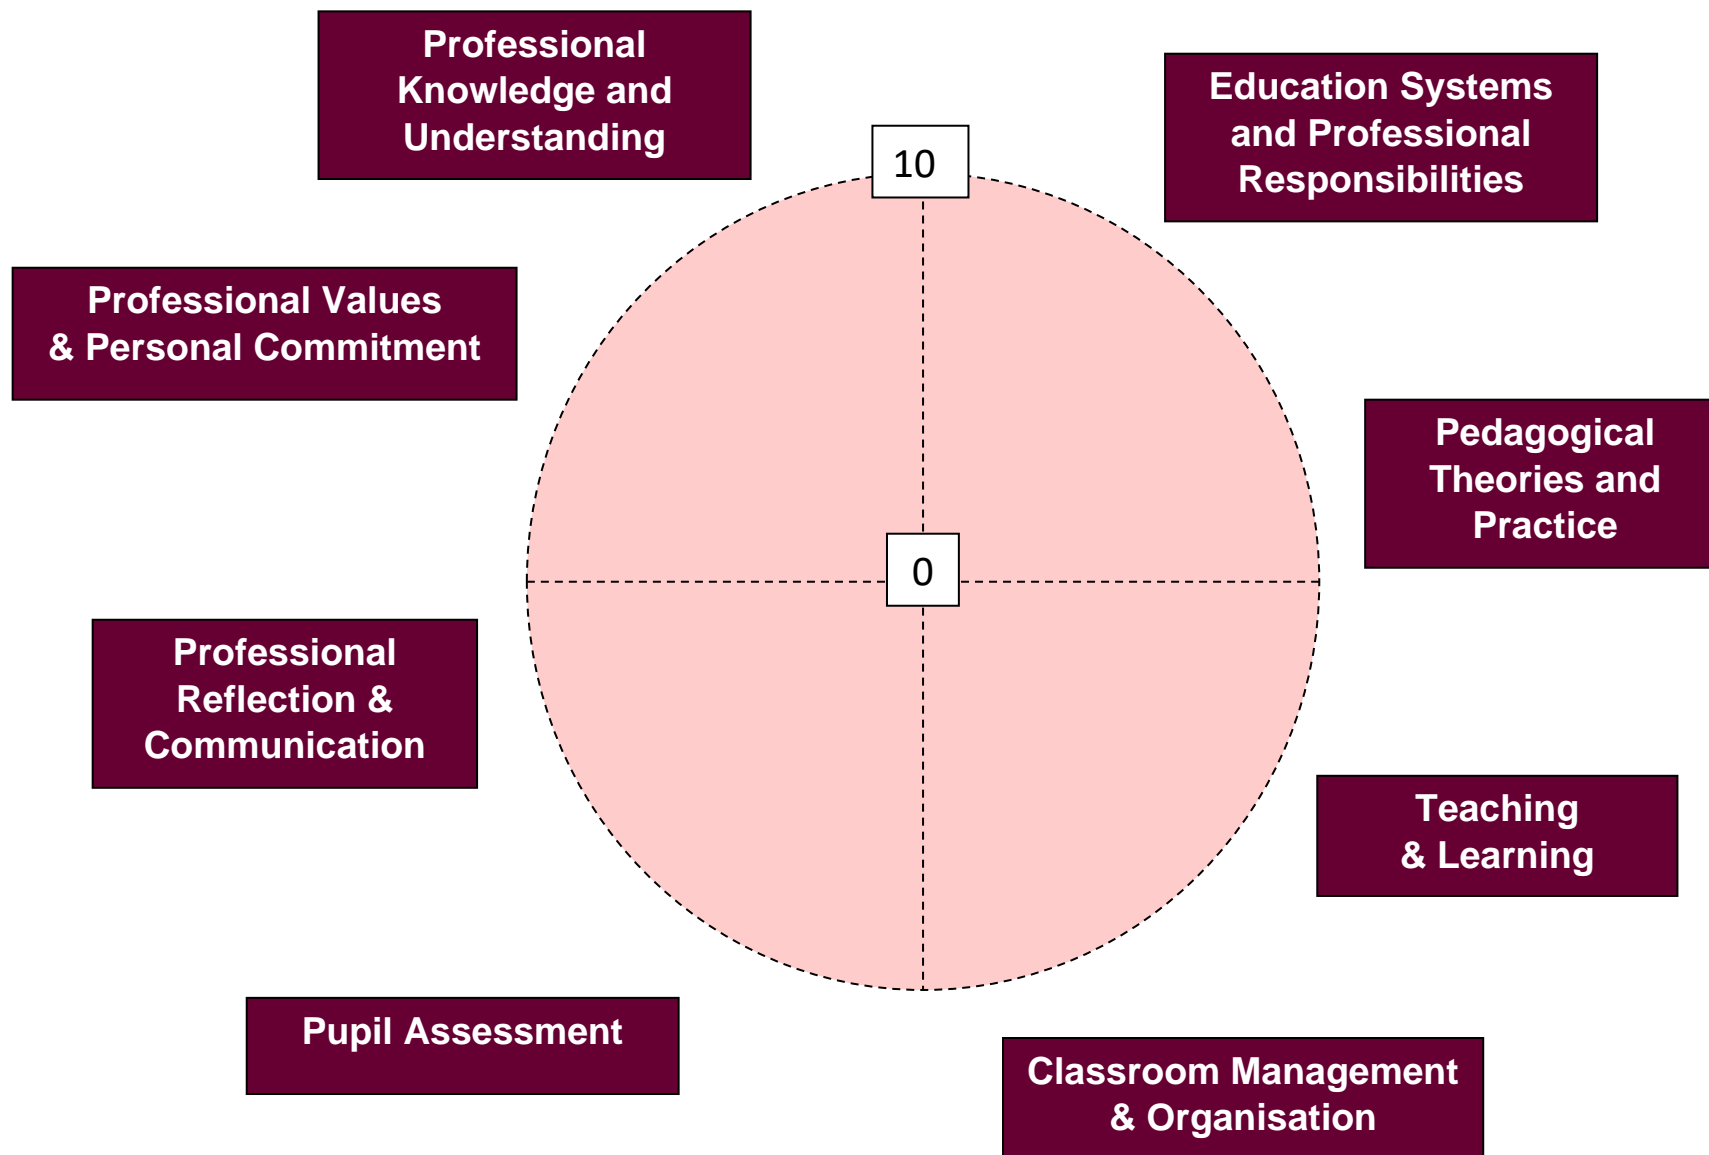 Professional
Knowledge and
Understanding
Education Systems
and Professional
Responsibilities
10
Professional Values
& Personal Commitment
Pedagogical
Theories and
Practice
0
Professional
Reflection &
Communication
Teaching
& Learning
Pupil Assessment
Classroom Management
& Organisation